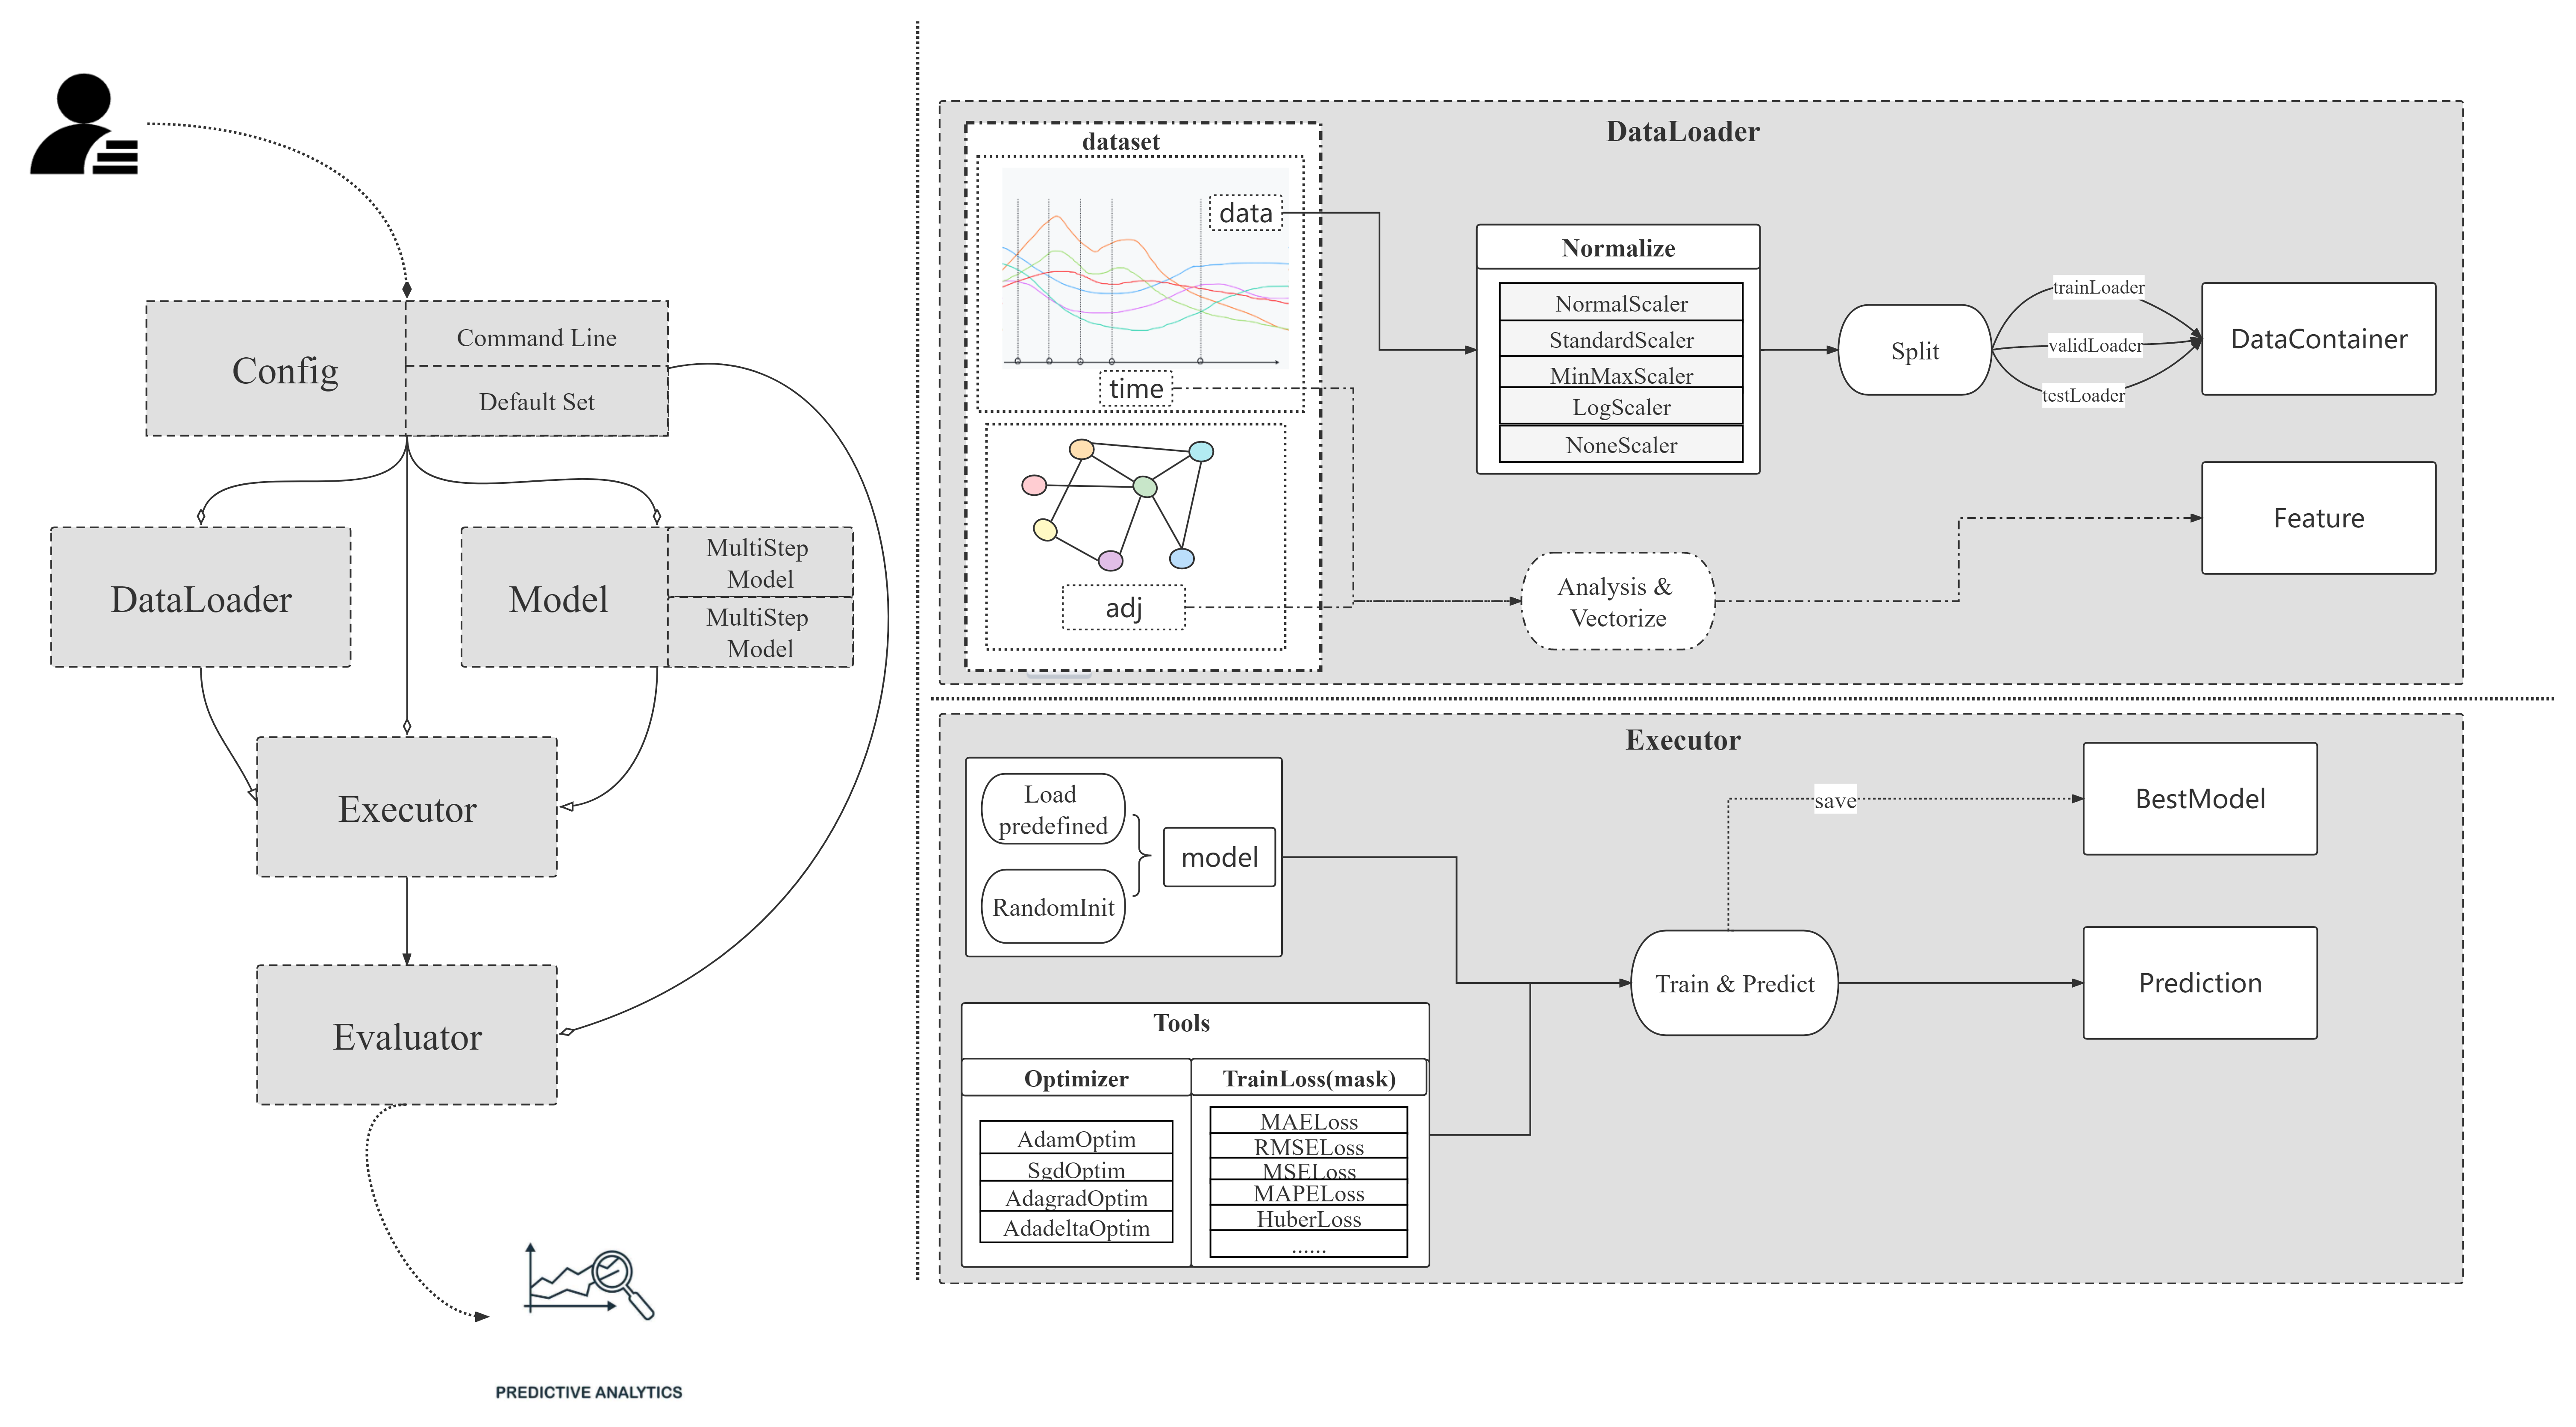 Config
Command Line
Default Set
DataLoader
Model
MultiStep
Model
MultiStep
Model
Executor
Evaluator
PREDICTIVE ANALYTICS
DataLoader
dataset
data
time
adj
Normalize
NormalScaler
StandardScaler
MinMaxScaler
LogScaler
NoneScaler
Split
trainLoader
validLoader
testLoader
DataContainer
Analysis &
Vectorize
Feature
Executor
Load
predefined
RandomInit
model
Tools
Optimizer
AdamOptim
SgdOptim
AdagradOptim
AdadeltaOptim
TrainLoss(mask)
MAELoss
RMSELoss
MSELoss
MAPELoss
HuberLoss
......
Train & Predict
save
BestModel
Prediction